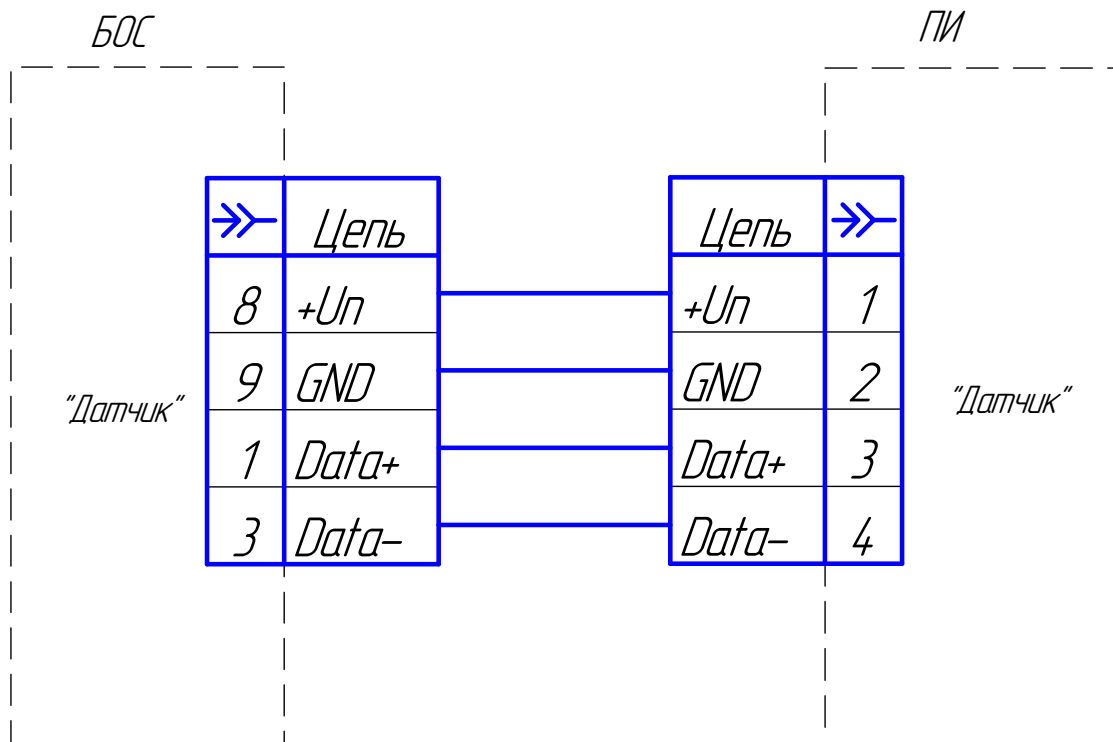 БОС
ПИ
Цепь
Цепь
8 +Uп
+Uп 1
9 GND
GND 2
"Датчик"
"Датчик"
1 Data+
Data+ 3
3 Data-
Data- 4